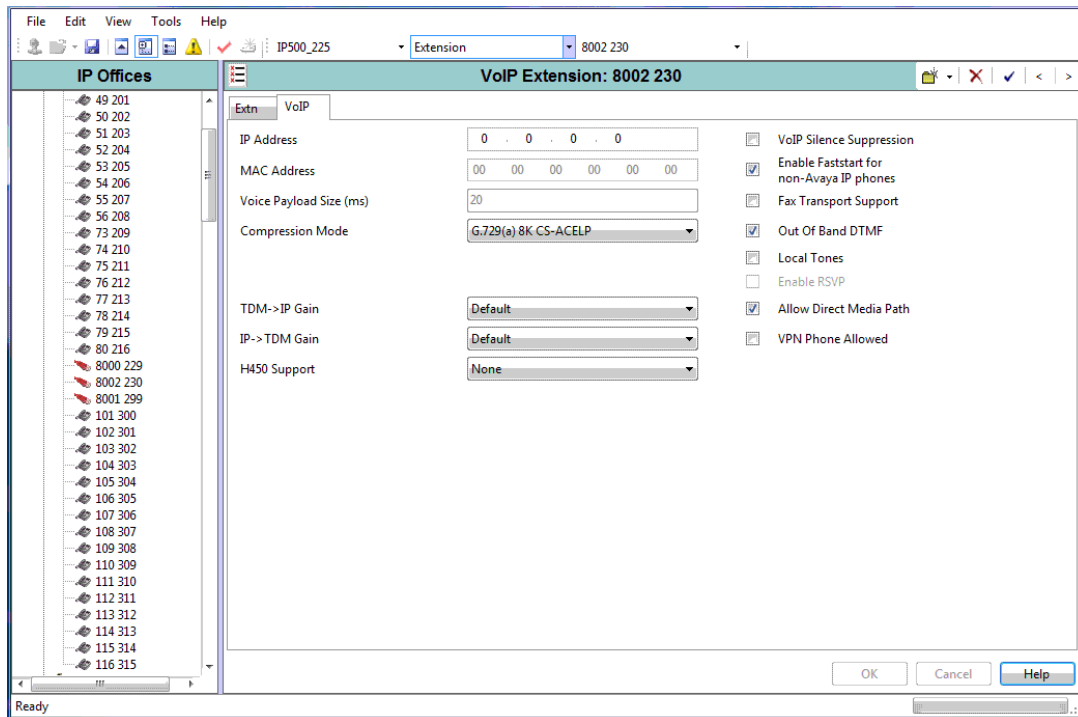 File Edit View Tools Help
IP500_225 Extension 8002 230
IP Offices
VoIP Extension: 8002 230
49 201
50 202
51 203
52 204
53 205
54 206
55 207
56 208
73 209
74 210
75 211
76 212
77 213
78 214
79 215
80 216
8000 229
8002 230
8001 299
101 300
102 301
103 302
104 303
105 304
106 305
107 306
108 307
109 308
110 309
111 310
112 311
113 312
114 313
115 314
116 315
Extn VoIP
IP Address 0 . 0 . 0 . 0
MAC Address 00 00 00 00 00 00
Voice Payload Size (ms) 20
Compression Mode G.729(a) 8K CS-ACELP
TDM->IP Gain Default
IP->TDM Gain Default
H450 Support None
VoIP Silence Suppression
Enable Faststart for
non-Avaya IP phones
Fax Transport Support
Out Of Band DTMF
Local Tones
Enable RSVP
Allow Direct Media Path
VPN Phone Allowed
OK Cancel Help
Ready